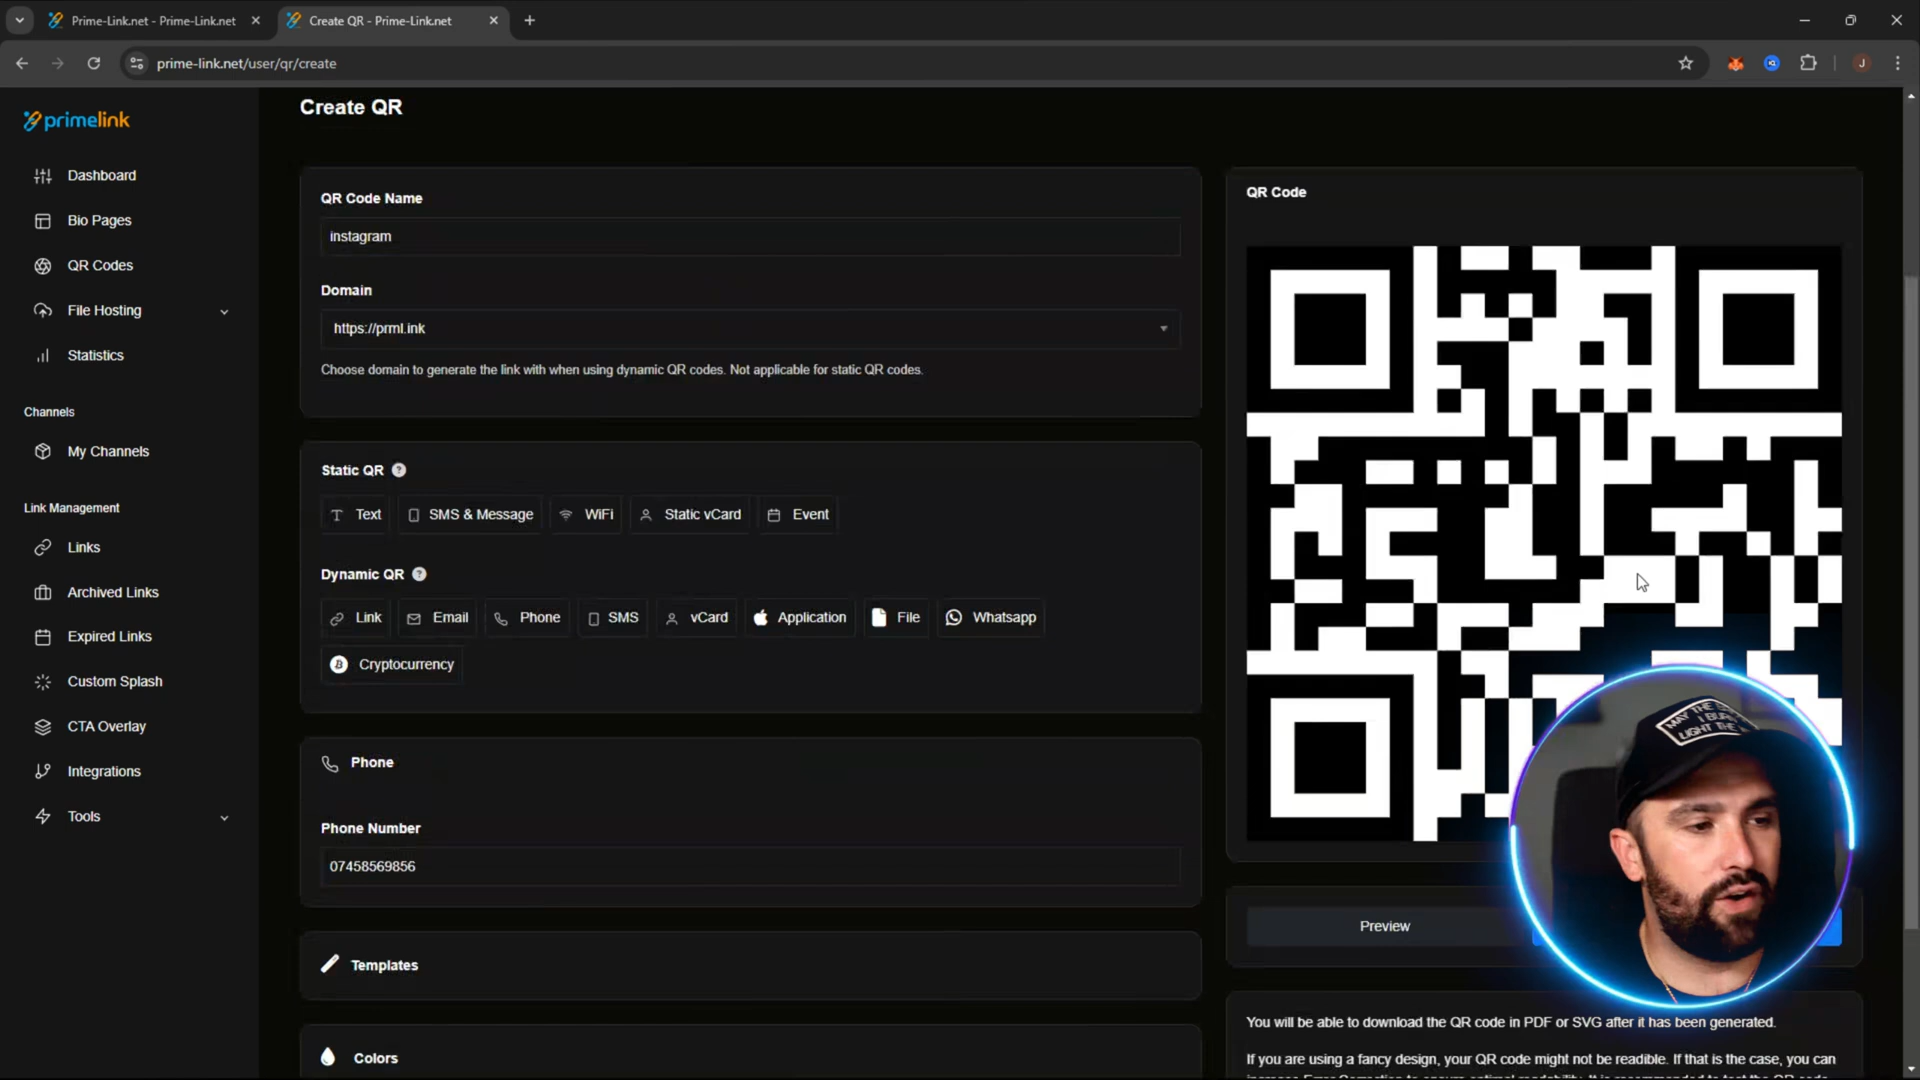 Prime-Link.net - Prime-Link.net
Create QR - Prime-Link.net
prime-link.net/user/qr/create
J
primelink
Dashboard
Bio Pages
QR Codes
File Hosting
Statistics
Channels
My Channels
Link Management
Links
Archived Links
Expired Links
Custom Splash
CTA Overlay
Integrations
Tools
Create QR
QR Code Name
instagram
Domain
https://prml.ink
Choose domain to generate the link with when using dynamic QR codes. Not applicable for static QR codes.
Static QR ?
Text SMS & Message WiFi Static vCard Event
Dynamic QR ?
Link Email Phone SMS vCard Application File Whatsapp
Cryptocurrency
Phone
Phone Number
07458569856
Templates
Colors
QR Code
MAY THE
I BU
LIGHT THE
Preview
You will be able to download the QR code in PDF or SVG after it has been generated.
If you are using a fancy design, your QR code might not be readible. If that is the case, you can